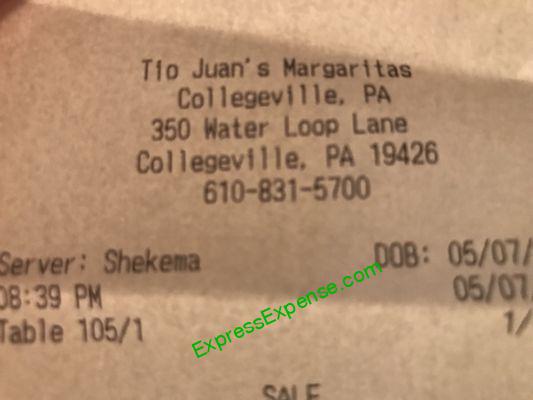 Tio Juan's Margaritas
Collegeville, PA
350 Water Loop Lane
Collegeville, PA 19426
610-831-5700
Server: Shekema DOB: 05/07/
08:39 PM 05/07/
Table 105/1 1/
ExpressExpense.com
SALE